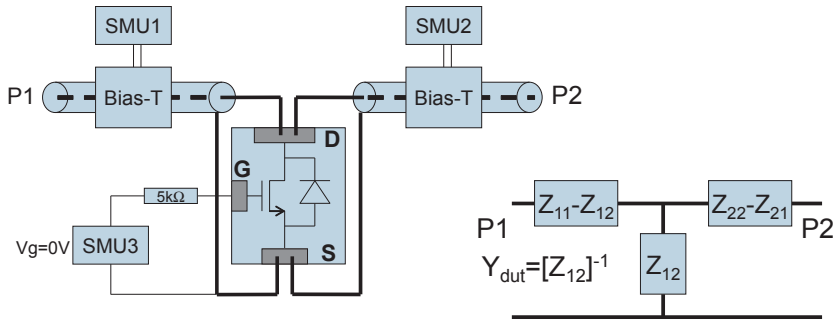 SMU1
SMU2
P1
Bias-T
Bias-T
P2
D
G
5kΩ
Vg=0V
SMU3
S
Z11-Z12
Z22-Z21
P1
P2
Ydut=[Z12]-1
Z12